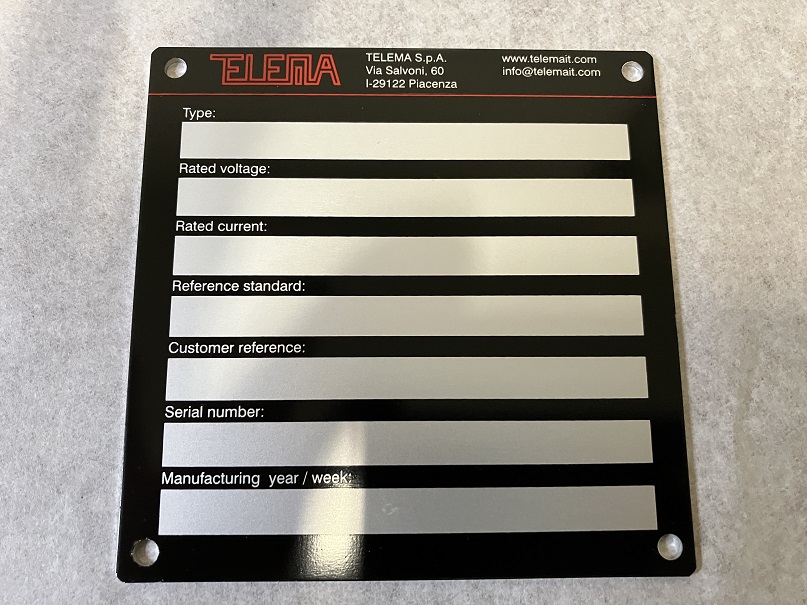 TELEMA
TELEMA S.p.A.
Via Salvoni, 60
I-29122 Piacenza
www.telemait.com
info@telemait.com
Type:
Rated voltage:
Rated current:
Reference standard:
Customer reference:
Serial number:
Manufacturing year / week: